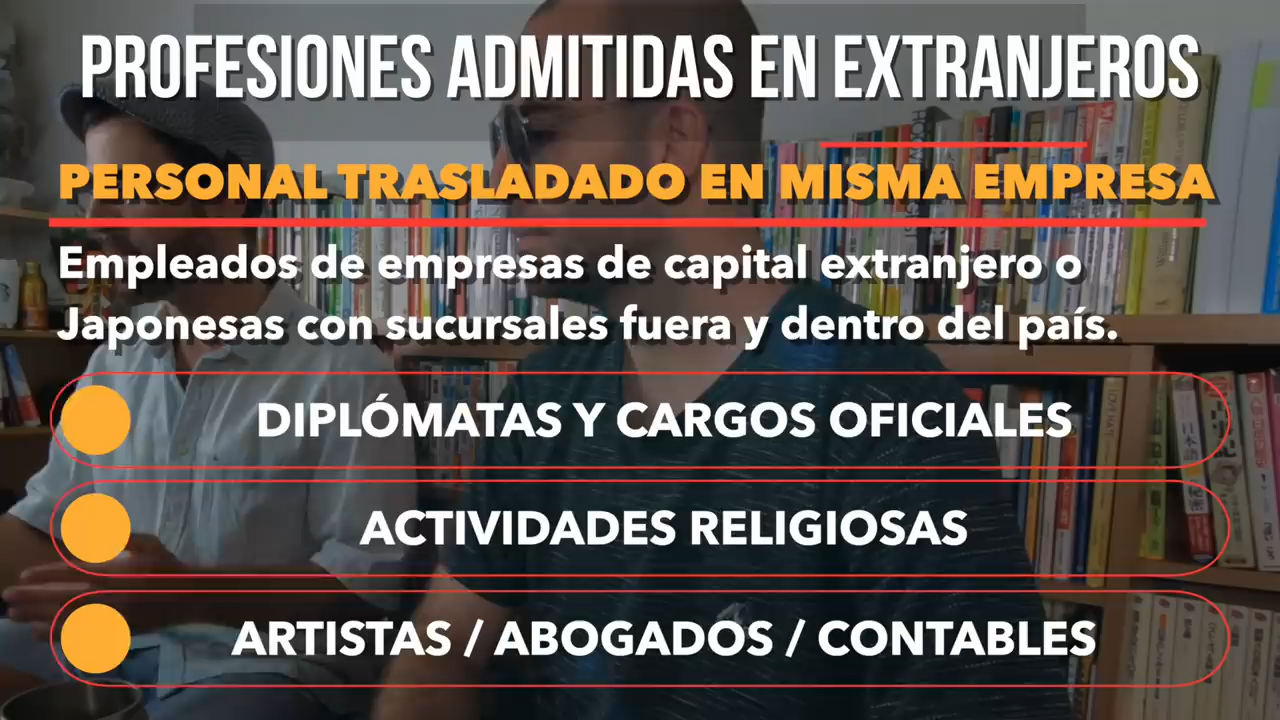 PROFESIONES ADMITIDAS EN EXTRANJEROS
PERSONAL TRASLADADO EN MISMA EMPRESA
Empleados de empresas de capital extranjero o
Japonesas con sucursales fuera y dentro del país.
DIPLÓMATAS Y CARGOS OFICIALES
ACTIVIDADES RELIGIOSAS
ARTISTAS / ABOGADOS / CONTABLES